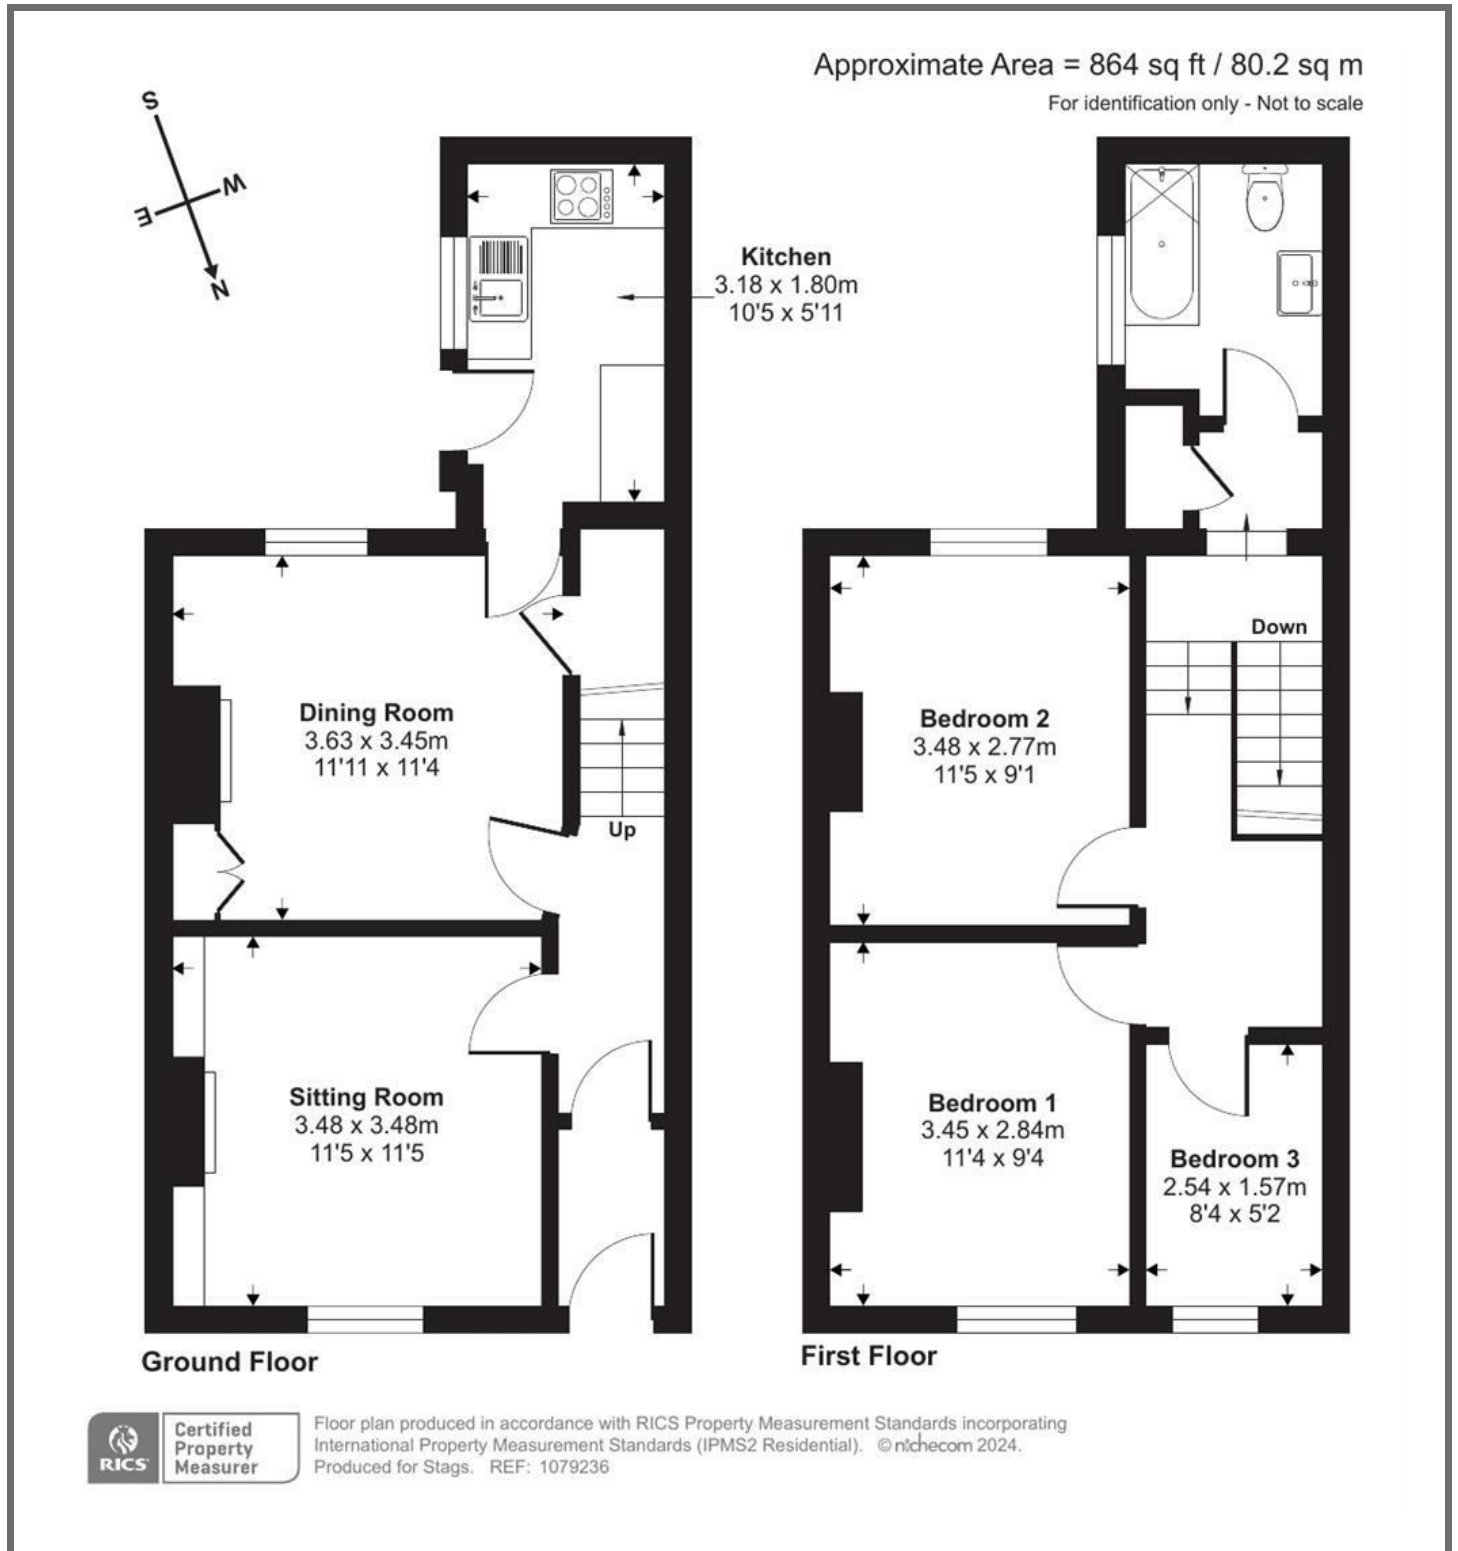 Approximate Area = 864 sq ft / 80.2 sq m
For identification only - Not to scale
S
W
E
N
Kitchen
3.18 x 1.80m
10'5 x 5'11
Dining Room
3.63 x 3.45m
11'11 x 11'4
Up
Sitting Room
3.48 x 3.48m
11'5 x 11'5
Ground Floor
Down
Bedroom 2
3.48 x 2.77m
11'5 x 9'1
Bedroom 1
3.45 x 2.84m
11'4 x 9'4
Bedroom 3
2.54 x 1.57m
8'4 x 5'2
First Floor
RICS
Certified
Property
Measurer
Floor plan produced in accordance with RICS Property Measurement Standards incorporating
International Property Measurement Standards (IPMS2 Residential). © nichecom 2024.
Produced for Stags. REF: 1079236